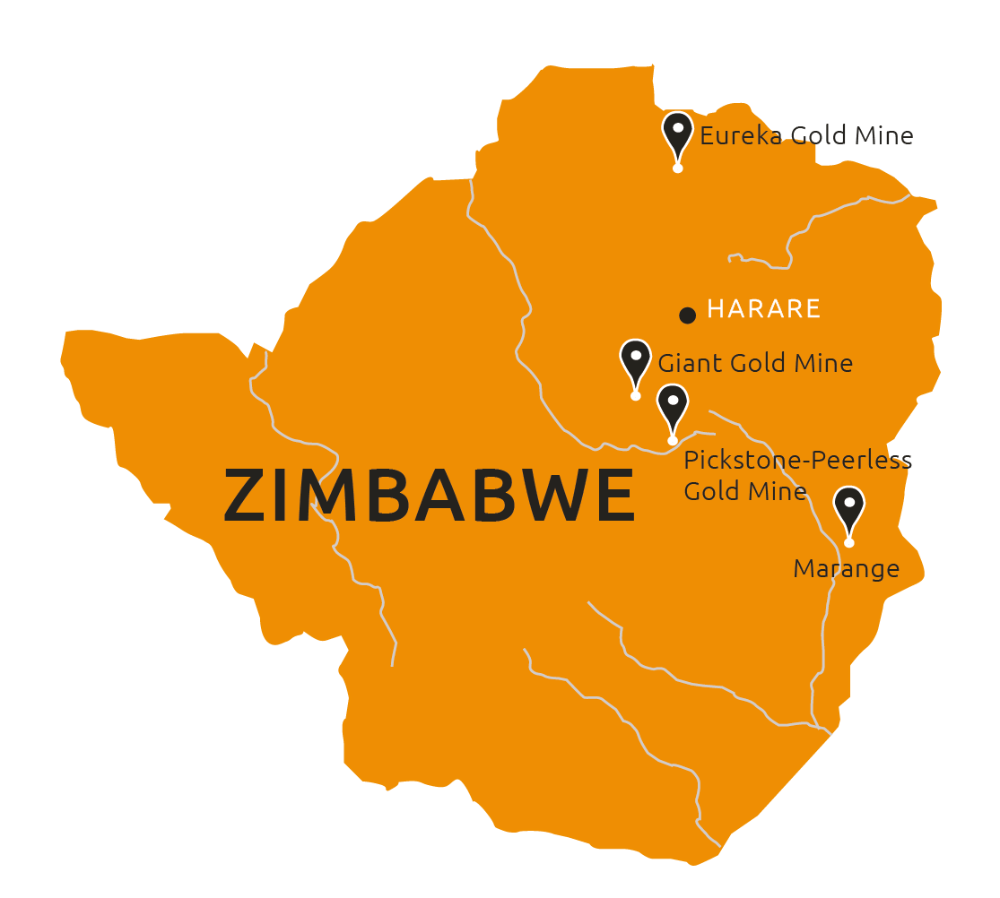 Eureka Gold Mine
HARARE
Giant Gold Mine
Pickstone-Peerless
Gold Mine
ZIMBABWE
Marange